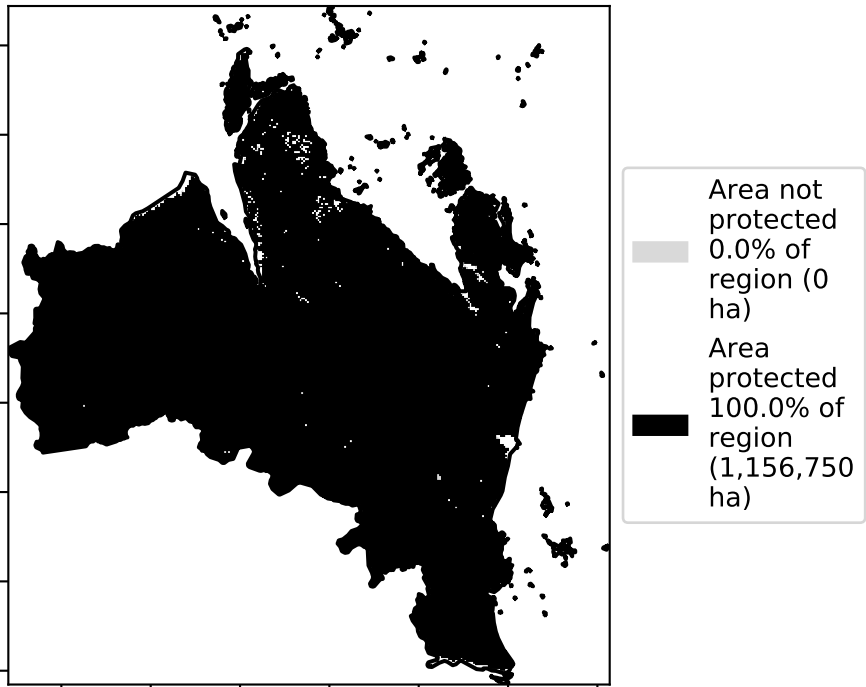 Area not
protected
0.0% of
region (0
ha)
Area
protected
100.0% of
region
(1,156,750
ha)